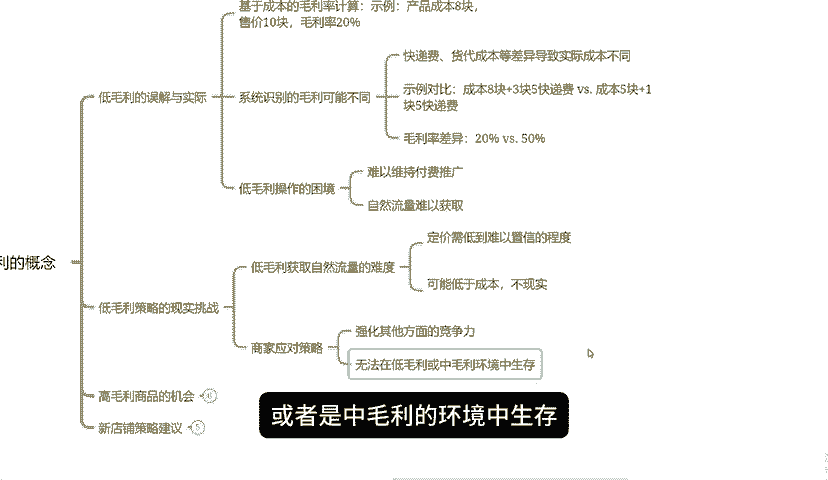 基于成本的毛利率计算：示例：产品成本8块，
售价10块，毛利率20%
快递费、货代成本等差异导致实际成本不同
低毛利的误解与实际
系统识别的毛利可能不同
示例对比：成本8块+3块5快递费 vs. 成本5块+1
块5快递费
毛利率差异：20% vs. 50%
低毛利操作的困境
难以维持付费推广
自然流量难以获取
利的概念
定价需低到难以置信的程度
低毛利获取自然流量的难度
可能低于成本，不现实
低毛利策略的现实挑战
商家应对策略
强化其他方面的竞争力
无法在低毛利或中毛利环境中生存
高毛利商品的机会
新店铺策略建议
5
或者是中毛利的环境中生存